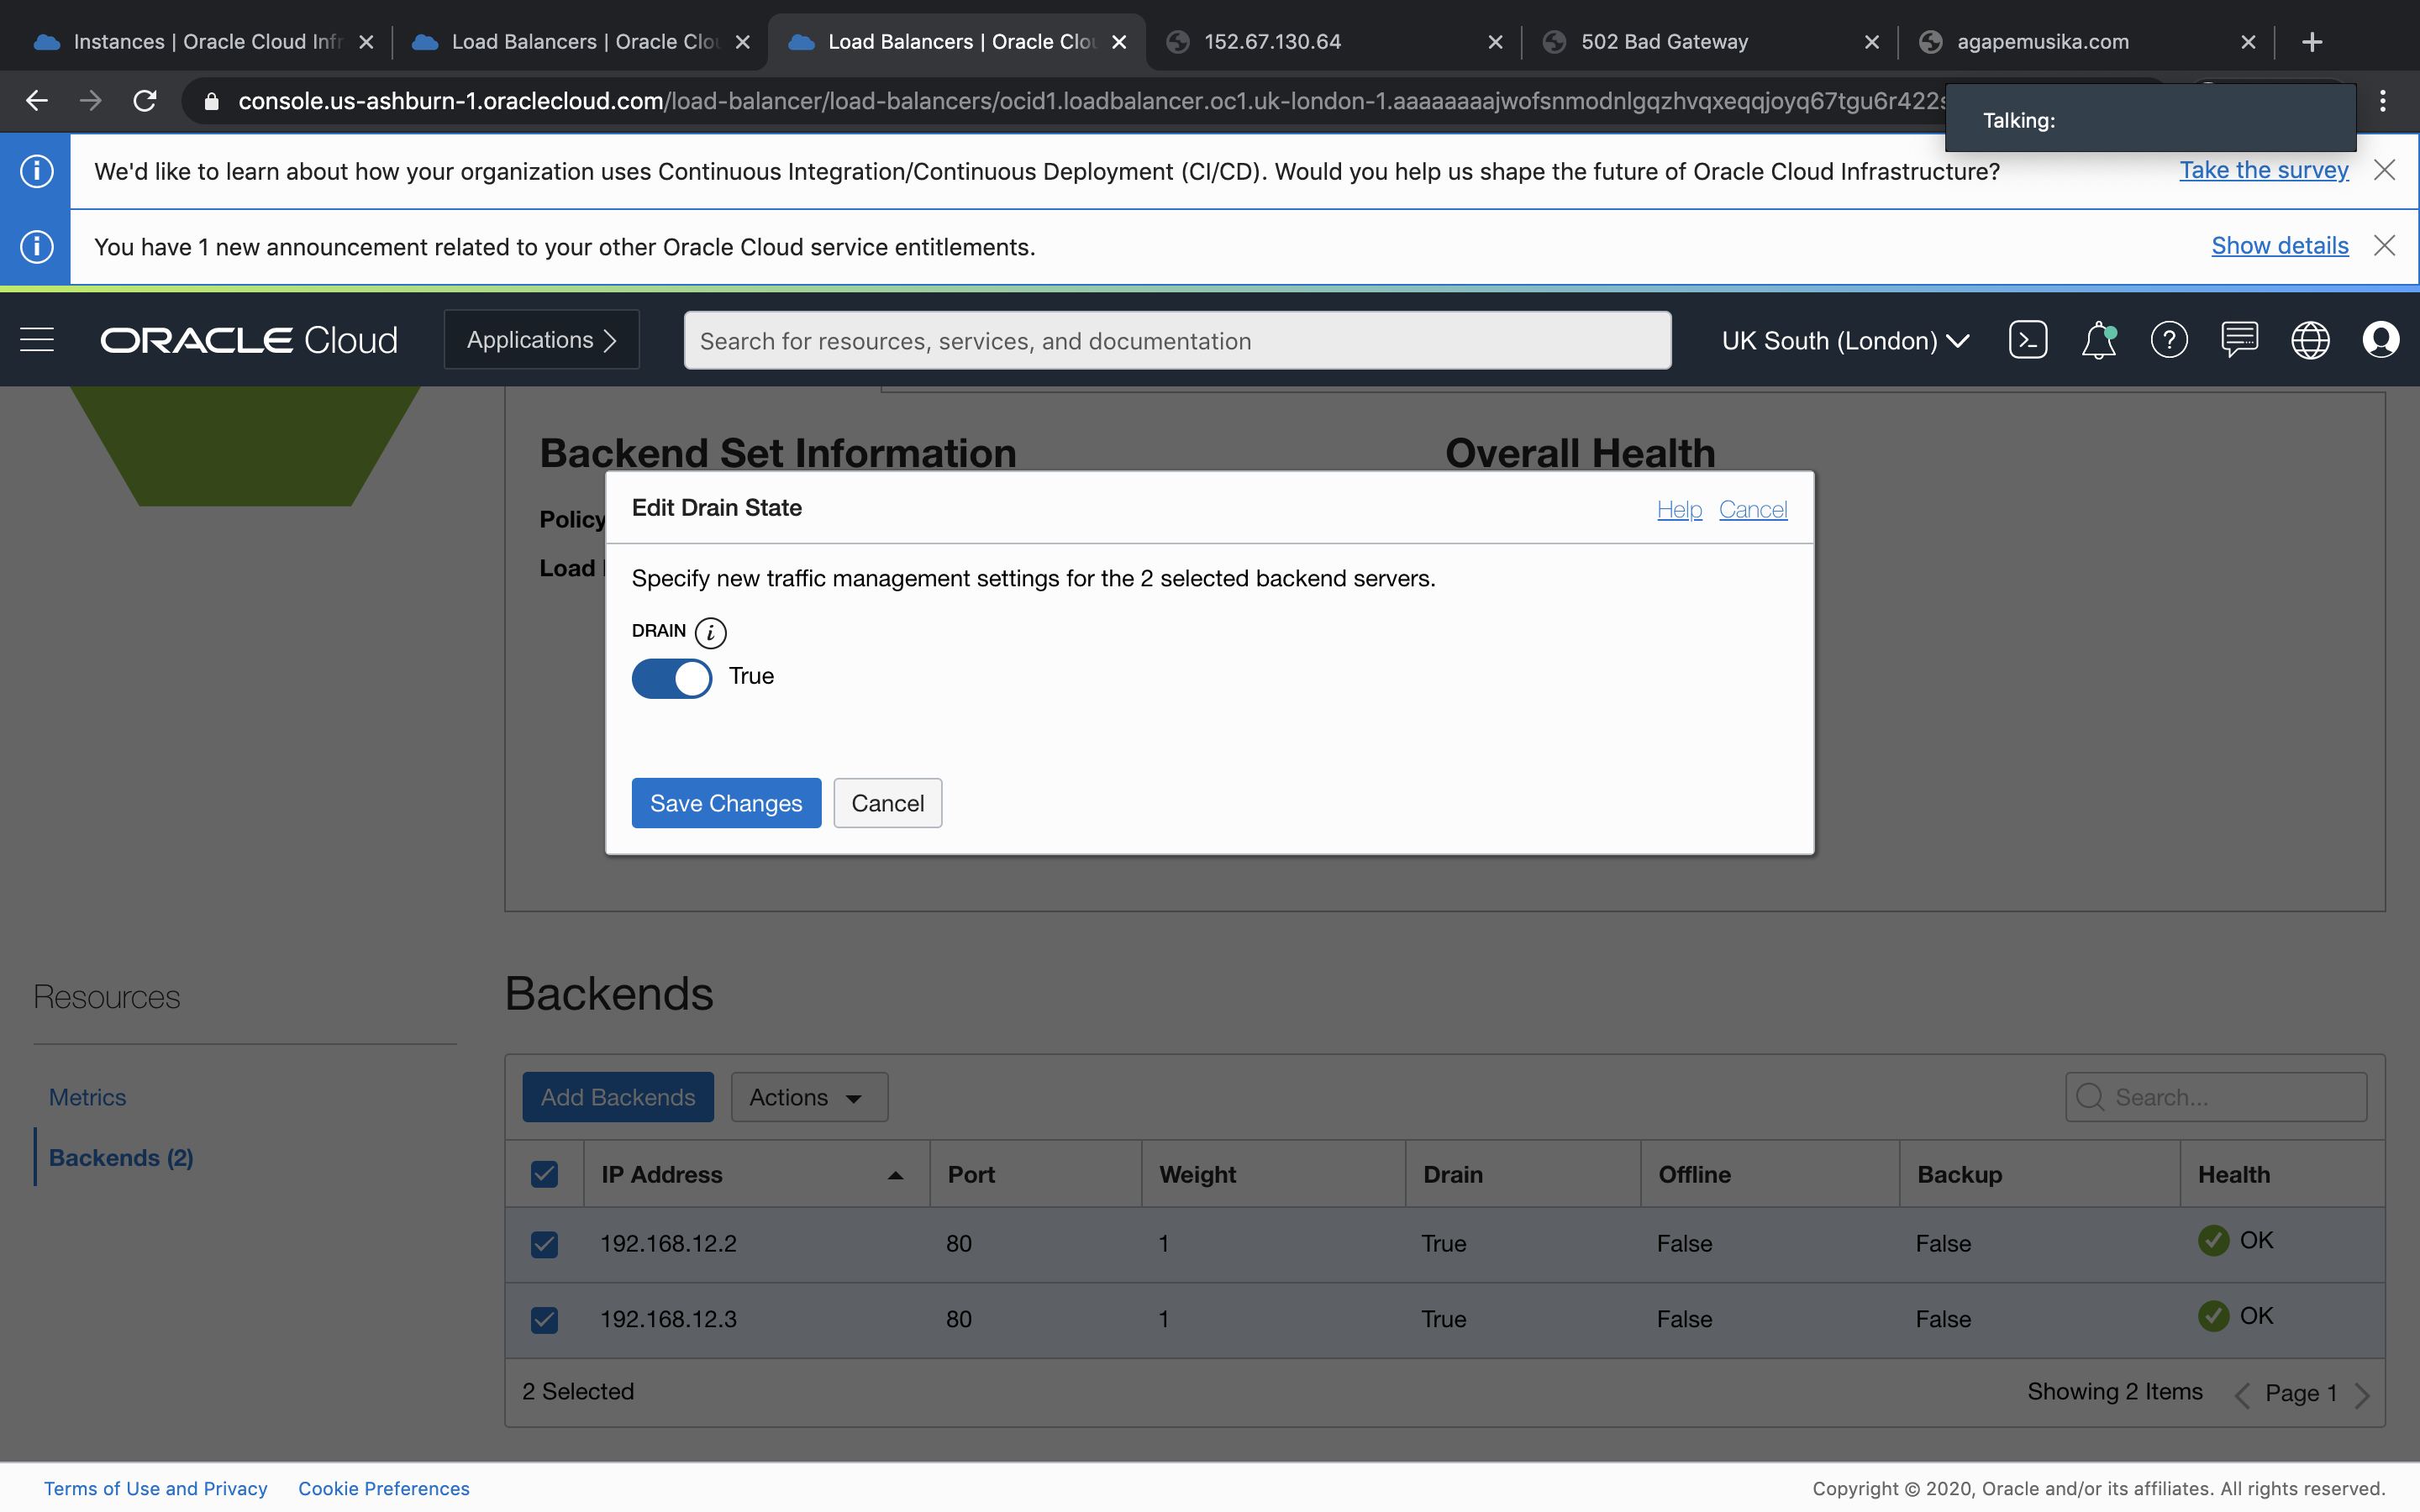 Instances | Oracle Cloud Infr
Load Balancers | Oracle Clou
Load Balancers | Oracle Clou
152.67.130.64
502 Bad Gateway
agapemusika.com
console.us-ashburn-1.oraclecloud.com/load-balancer/load-balancers/ocid1.loadbalancer.oc1.uk-london-1.aaaaaaaajwofsnmodnlgqzhvqxeqqjoyq67tgu6r422s
Talking:
We'd like to learn about how your organization uses Continuous Integration/Continuous Deployment (CI/CD). Would you help us shape the future of Oracle Cloud Infrastructure?
Take the survey
You have 1 new announcement related to your other Oracle Cloud service entitlements.
Show details
ORACLE Cloud
Applications
Search for resources, services, and documentation
UK South (London)
Backend Set Information
Overall Health
Policy
Load
Edit Drain State
Help Cancel
Specify new traffic management settings for the 2 selected backend servers.
DRAIN
True
Save Changes
Cancel
Resources
Metrics
Backends (2)
Backends
Add Backends
Actions
Search...
IP Address Port Weight Drain Offline Backup Health
192.168.12.2 80 1 True False False OK
192.168.12.3 80 1 True False False OK
2 Selected
Showing 2 Items
Page 1
Terms of Use and Privacy
Cookie Preferences
Copyright © 2020, Oracle and/or its affiliates. All rights reserved.